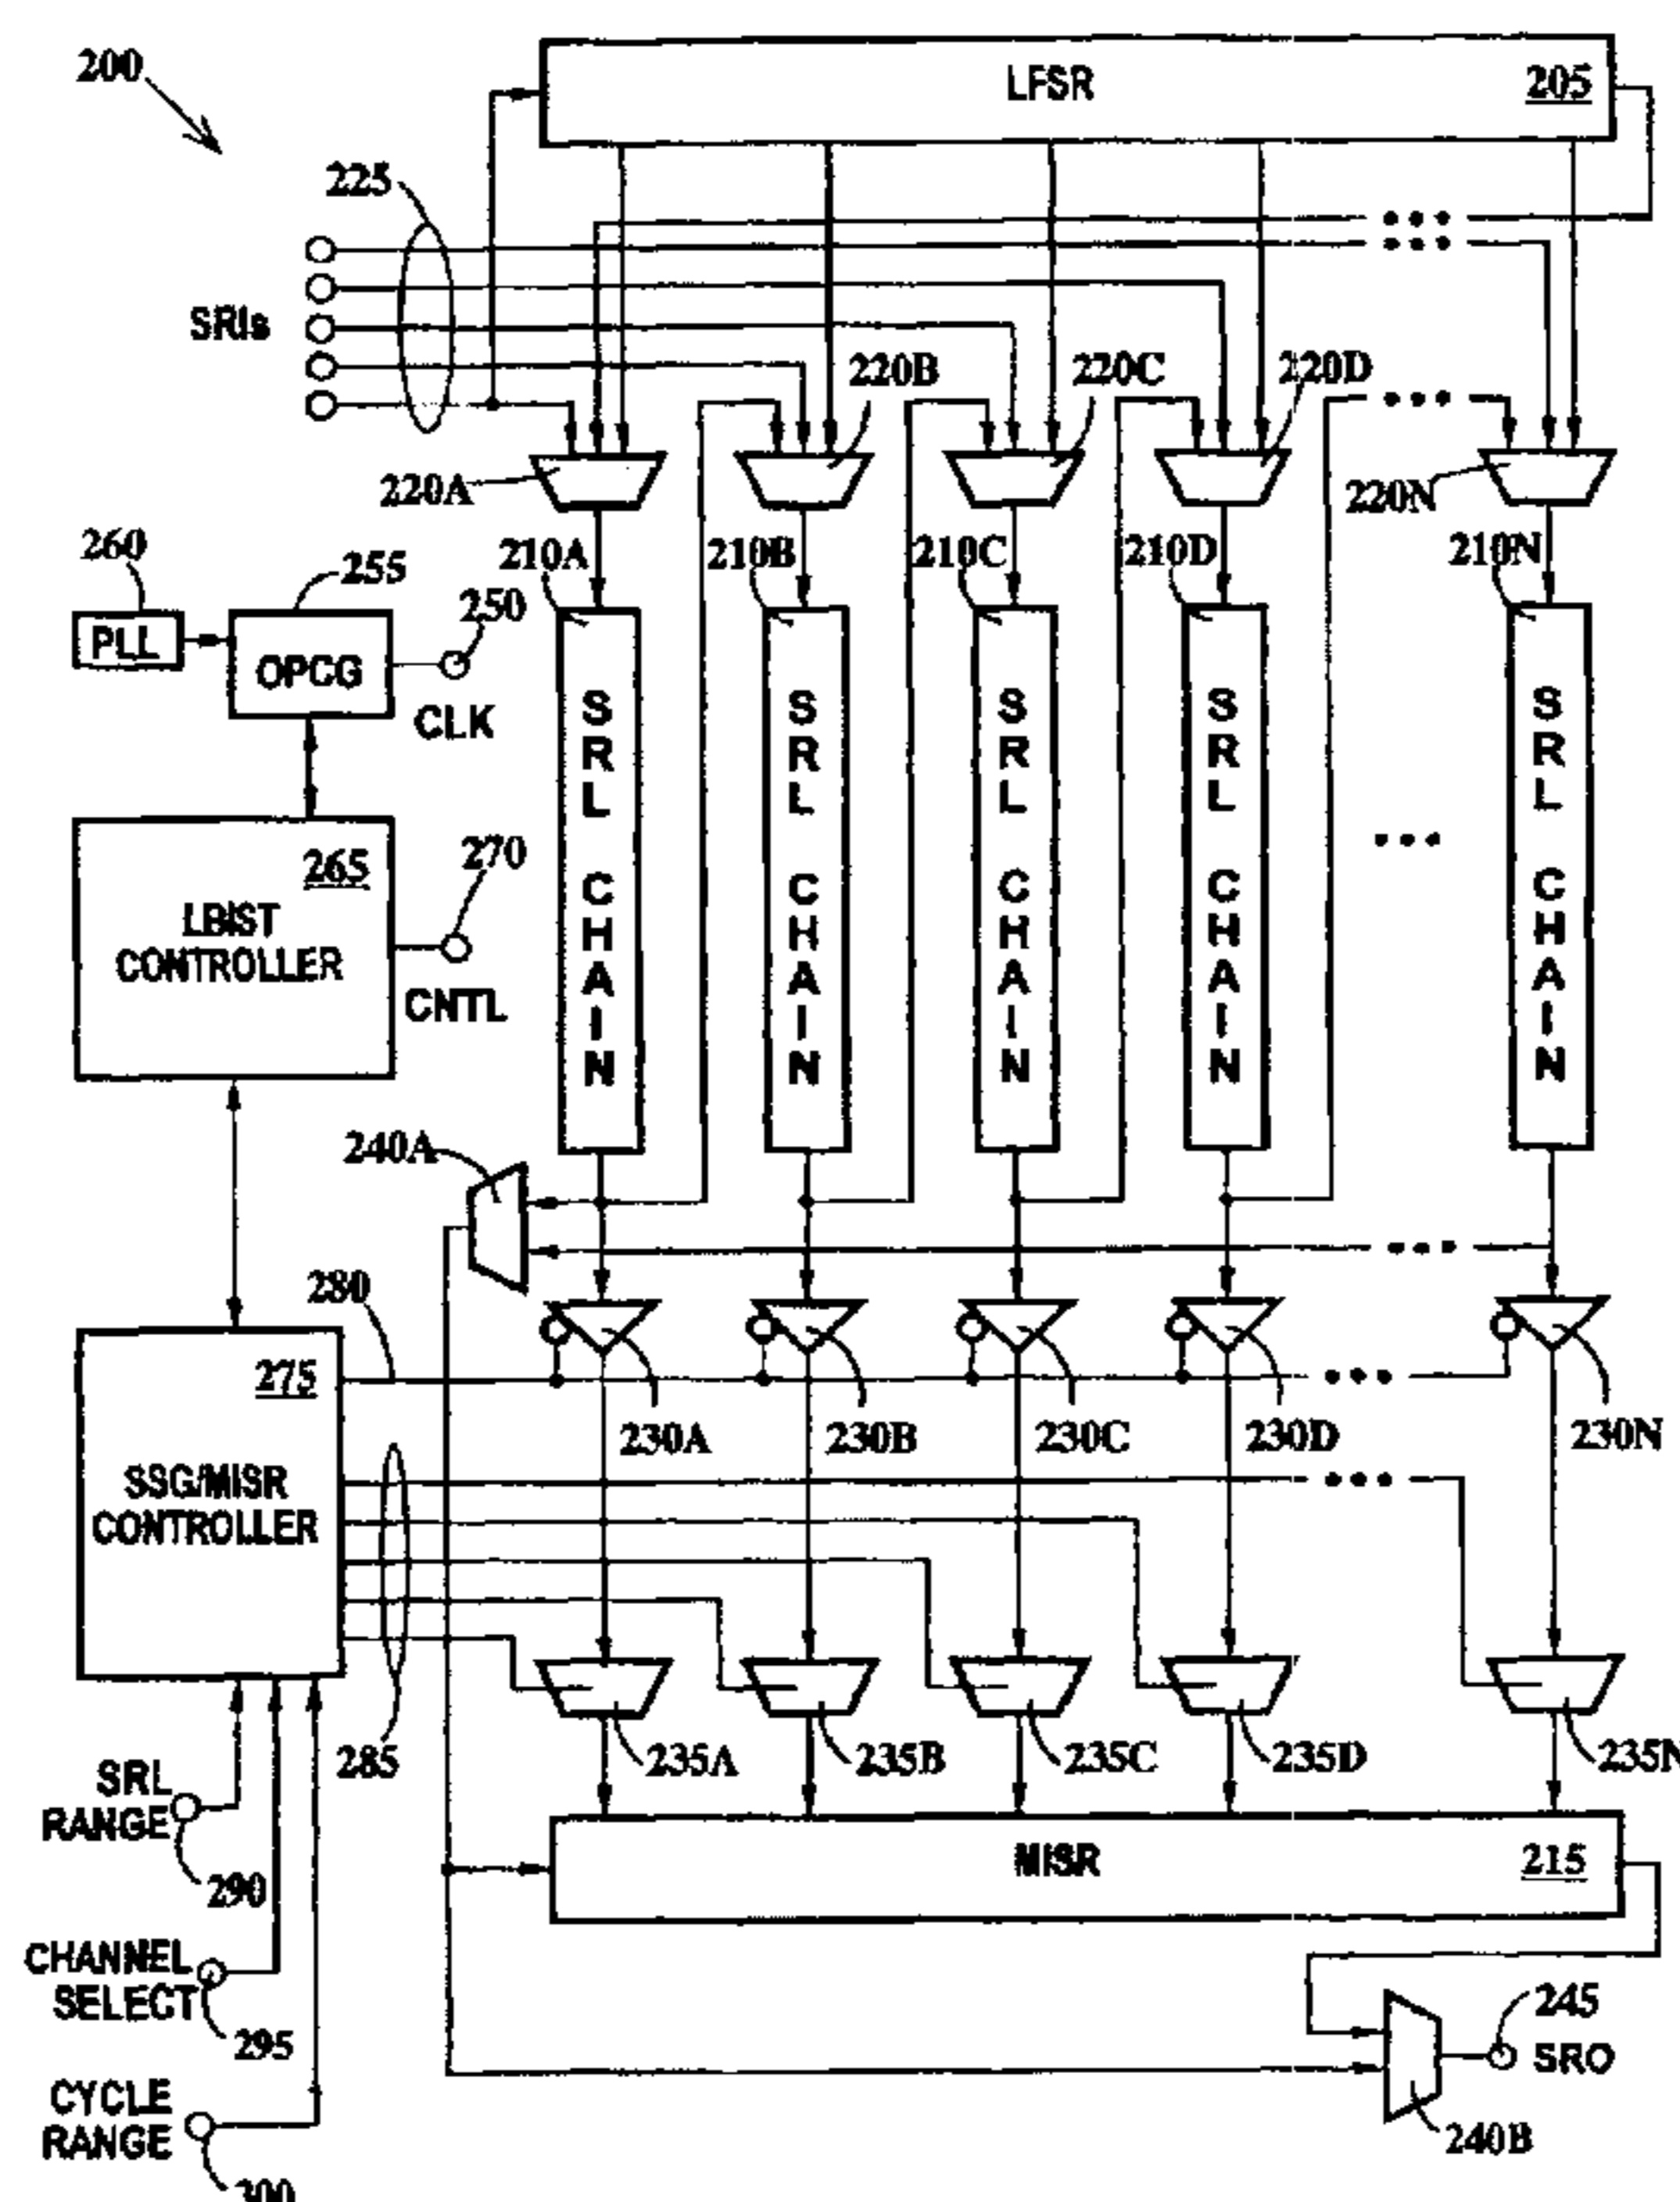 200
LFSR 205
225
SRIs
220A
220B
220C
220D
220N
260
255
250
PLL
OPCG
CLK
210A
210B
210C
210D
210N
SRL CHAIN
SRL CHAIN
SRL CHAIN
SRL CHAIN
SRL CHAIN
265
LBIST
CONTROLLER
270
CNTL
240A
280
275
SSG/MISR
CONTROLLER
230A
230B
230C
230D
230N
285
235A
235B
235C
235D
235N
SRL
RANGE
290
MISR 215
CHANNEL
SELECT
295
245
SRO
CYCLE
RANGE
300
240B